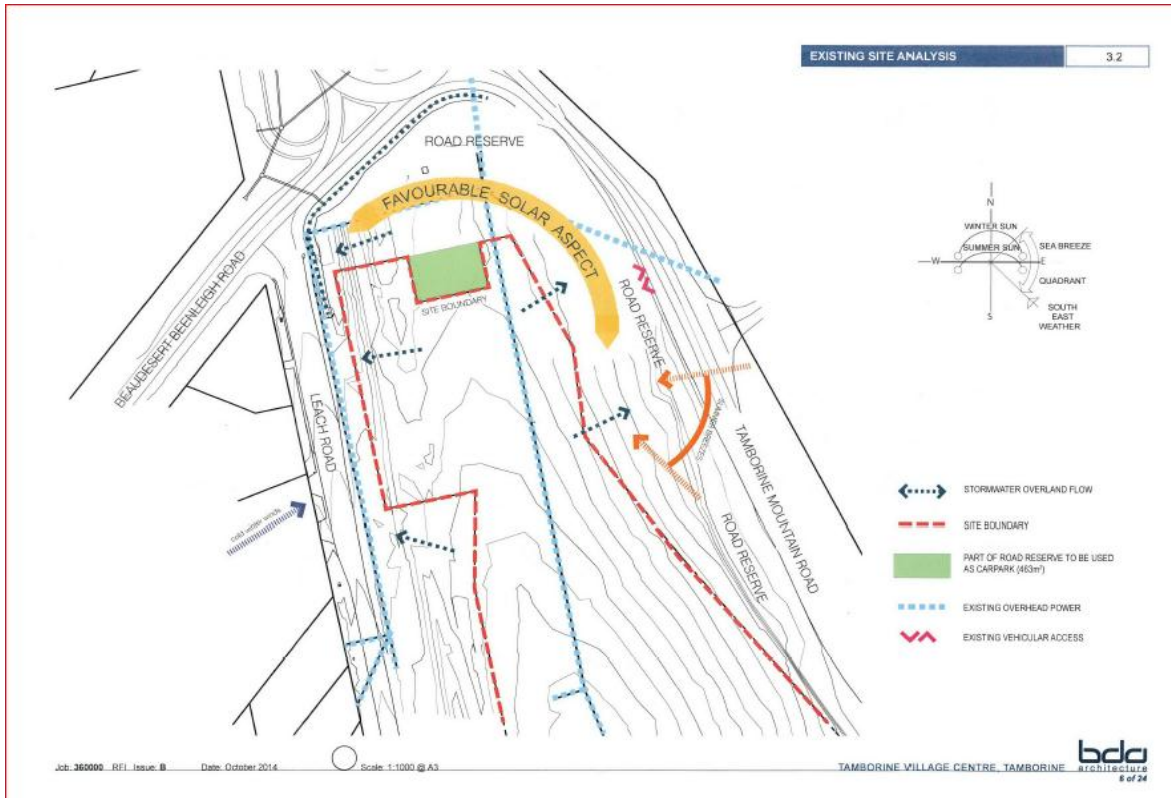 EXISTING SITE ANALYSIS 3.2
ROAD RESERVE
FAVOURABLE SOLAR ASPECT
SITE BOUNDARY
BEAUDESERT BEENLEIGH ROAD
LEACH ROAD
ROAD RESERVE
TAMBORINE MOUNTAIN ROAD
ROAD RESERVE
cold winter winds
N
WINTER SUN
SUMMER SUN
SEA BREEZE
W
E
QUADRANT
S
SOUTH
EAST
WEATHER
STORMWATER OVERLAND FLOW
SITE BOUNDARY
PART OF ROAD RESERVE TO BE USED
AS CARPARK (463m²)
EXISTING OVERHEAD POWER
EXISTING VEHICULAR ACCESS
Job: 360000 RFI Issue: B Date: October 2014 Scale: 1:1000 @ A3
TAMBORINE VILLAGE CENTRE, TAMBORINE
bda
architecture
6 of 24